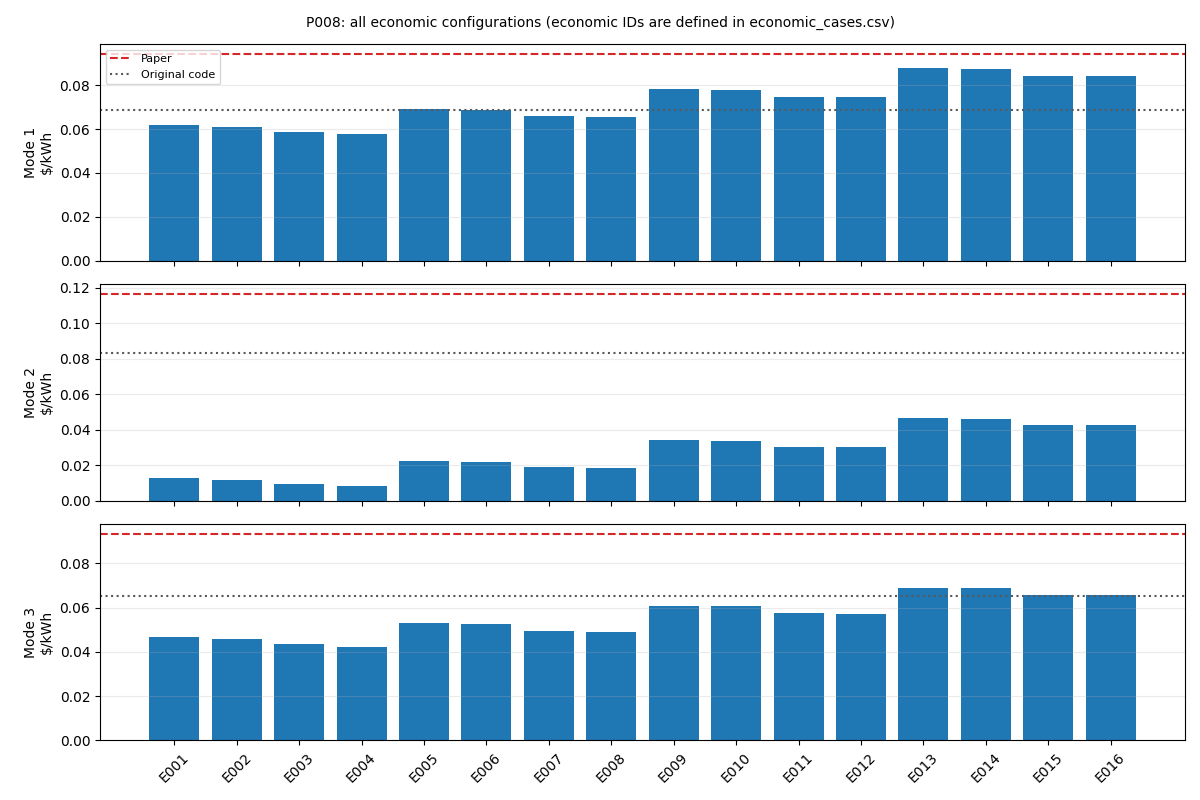 P008: all economic configurations (economic IDs are defined in economic_cases.csv)
Paper
Original code
Mode 1
$/kWh
0.08
0.06
0.04
0.02
0.00
Mode 2
$/kWh
0.12
0.10
0.08
0.06
0.04
0.02
0.00
Mode 3
$/kWh
0.08
0.06
0.04
0.02
0.00
E001 E002 E003 E004 E005 E006 E007 E008 E009 E010 E011 E012 E013 E014 E015 E016